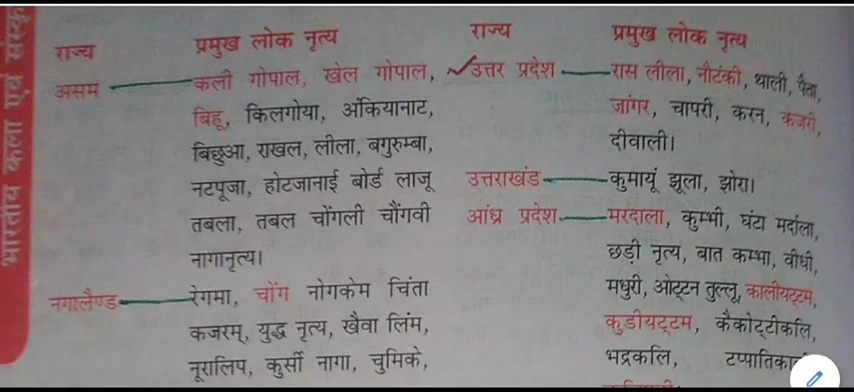 भारतीय कला एवं संस्कृ
राज्य
प्रमुख लोक नृत्य
असम
कली गोपाल, खेल गोपाल,
बिहू, किलगोया, अंकियानाट,
बिछुआ, राखल, लीला, बगुरुम्बा,
नटपूजा, होटजानाई बोर्ड लाजू
तबला, तबल चोंगली चौंगवी
नागानृत्य।
नगालैण्ड
रेगमा, चोंग नोगकेम चिंता
कजरम्, युद्ध नृत्य, खैवा लिंम,
नूरालिप, कुर्सी नागा, चुमिके,
राज्य
प्रमुख लोक नृत्य
उत्तर प्रदेश
रास लीला, नौटंकी, थाली, पैता,
जांगर, चापरी, करन, कजरी,
दीवाली।
उत्तराखंड
कुमायूं झूला, झोरा।
आंध्र प्रदेश
मरदाला, कुम्भी, घंटा मर्दाला,
छड़ी नृत्य, बात कम्भा, वीधी,
मधुरी, ओट्टन तुल्लू, कालीयट्टम,
कुडीयट्टम, कैकोट्टीकलि,
भद्रकलि,